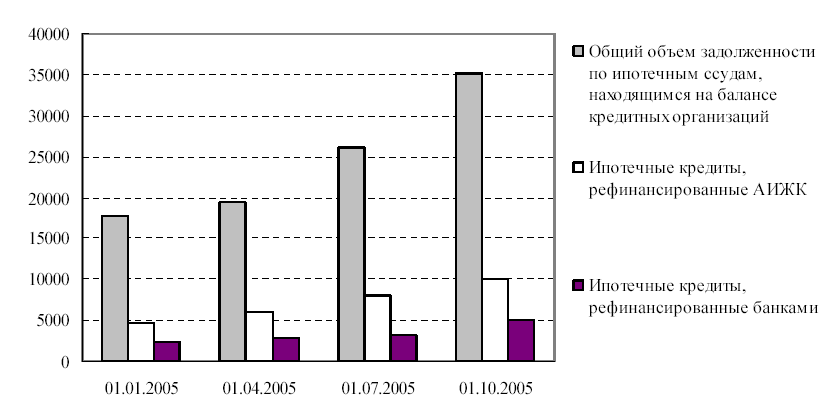 40000
35000
30000
25000
20000
15000
10000
5000
0
01.01.2005
01.04.2005
01.07.2005
01.10.2005
Общий объем задолженности
по ипотечным ссудам,
находящимся на балансе
кредитных организаций
Ипотечные кредиты,
рефинансированные АИЖК
Ипотечные кредиты,
рефинансированные банками